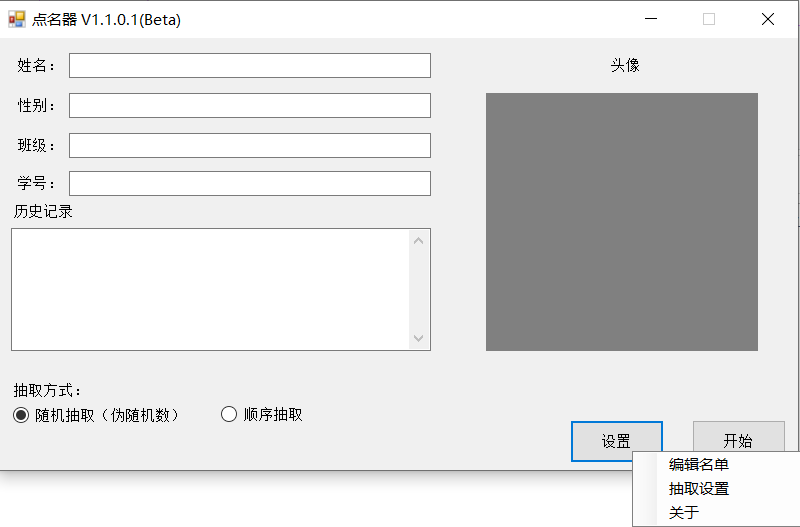 点名器 V1.1.0.1(Beta)
姓名：
头像
性别：
班级：
学号：
历史记录
抽取方式：
随机抽取（伪随机数）
顺序抽取
设置
开始
编辑名单
抽取设置
关于